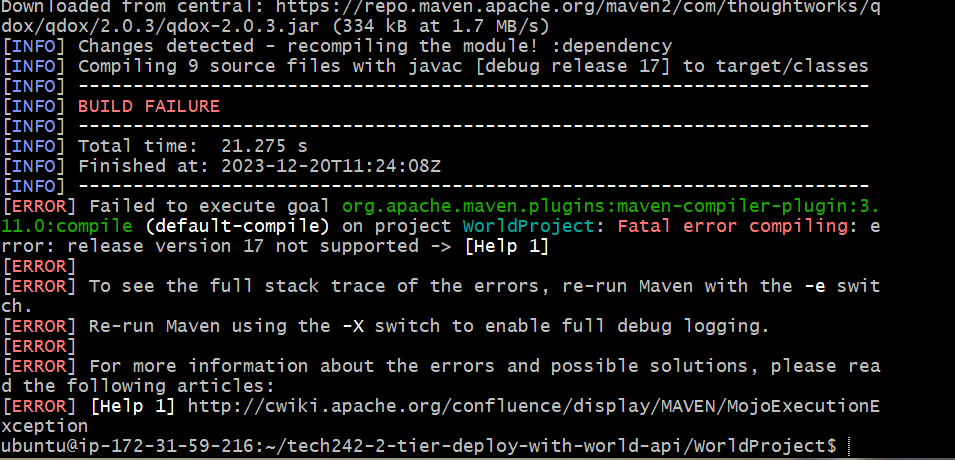 Downloaded from central: https://repo.maven.apache.org/maven2/com/thoughtworks/q
dox/qdox/2.0.3/qdox-2.0.3.jar (334 kB at 1.7 MB/s)
[INFO] Changes detected - recompiling the module! :dependency
[INFO] Compiling 9 source files with javac [debug release 17] to target/classes
[INFO] ------------------------------------------------------------------------
[INFO] BUILD FAILURE
[INFO] ------------------------------------------------------------------------
[INFO] Total time:  21.275 s
[INFO] Finished at: 2023-12-20T11:24:08Z
[INFO] ------------------------------------------------------------------------
[ERROR] Failed to execute goal org.apache.maven.plugins:maven-compiler-plugin:3.
11.0:compile (default-compile) on project WorldProject: Fatal error compiling: e
rror: release version 17 not supported -> [Help 1]
[ERROR]
[ERROR] To see the full stack trace of the errors, re-run Maven with the -e swit
ch.
[ERROR] Re-run Maven using the -X switch to enable full debug logging.
[ERROR]
[ERROR] For more information about the errors and possible solutions, please rea
d the following articles:
[ERROR] [Help 1] http://cwiki.apache.org/confluence/display/MAVEN/MojoExecutionE
xception
ubuntu@ip-172-31-59-216:~/tech242-2-tier-deploy-with-world-api/WorldProject$